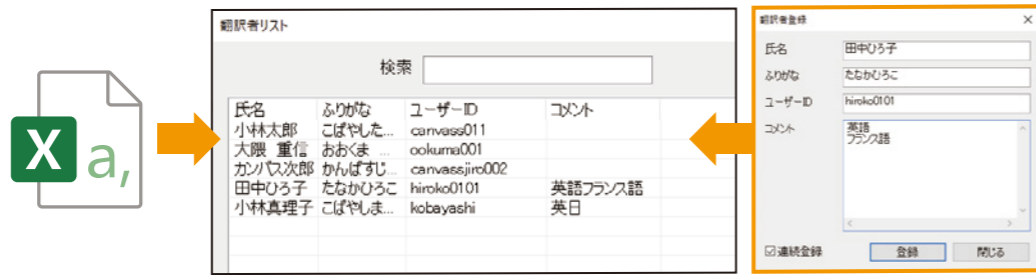 X
a,
翻訳者リスト
検索
氏名 ふりがな ユーザーID コメント
小林太郎 こばやした... canvass011
大隈 重信 おおくま ... ookuma001
カンバス次郎 かんばすじ... canvassjiro002
田中ひろ子 たなかひろこ hiroko0101 英語フランス語
小林真理子 こばやしま... kobayashi 英日
翻訳者登録
氏名 田中ひろ子
ふりがな たなかひろこ
ユーザーID hiroko0101
コメント 英語
フランス語
連続登録 登録 閉じる